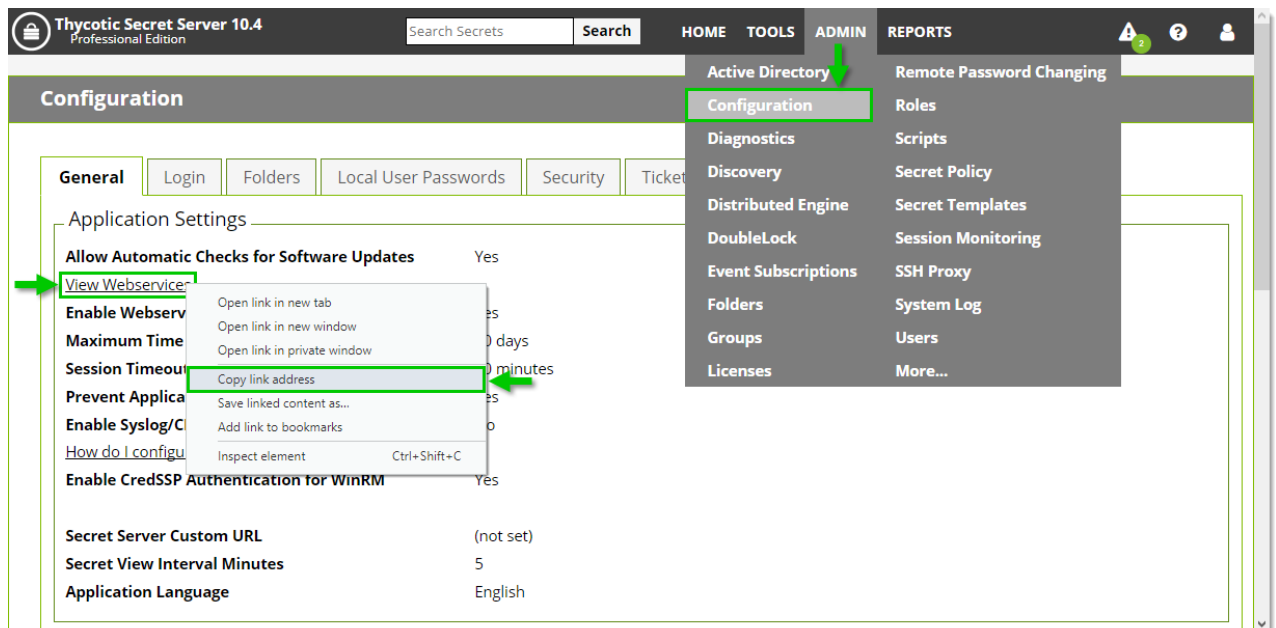 Thycotic Secret Server 10.4
Professional Edition
Search Secrets
Search
HOME
TOOLS
ADMIN
REPORTS
2
?
Active Directory
Configuration
Diagnostics
Discovery
Distributed Engine
DoubleLock
Event Subscriptions
Folders
Groups
Licenses
Remote Password Changing
Roles
Scripts
Secret Policy
Secret Templates
Session Monitoring
SSH Proxy
System Log
Users
More...
Configuration
General
Login
Folders
Local User Passwords
Security
Ticket
Application Settings
Allow Automatic Checks for Software Updates Yes
View Webservices
Enable Webserv es
Maximum Time 0 days
Session Timeout 0 minutes
Prevent Applica es
Enable Syslog/C o
How do I configu
Enable CredSSP Authentication for WinRM Yes
Secret Server Custom URL (not set)
Secret View Interval Minutes 5
Application Language English
Open link in new tab
Open link in new window
Open link in private window
Copy link address
Save linked content as...
Add link to bookmarks
Inspect element Ctrl+Shift+C